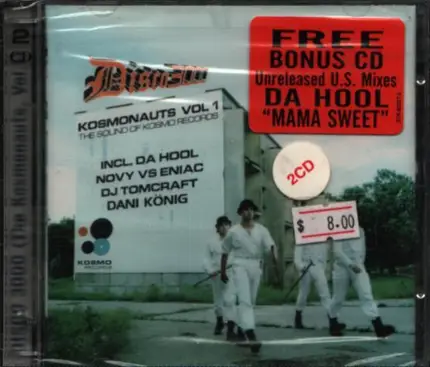 FREE
BONUS CD
Unreleased U.S. Mixes
DA HOOL
"MAMA SWEET"
KOSMONAUTS VOL 1
THE SOUND OF KOSMO RECORDS
INCL. DA HOOL
NOVY VS ENIAC
DJ TOMCRAFT
DANI KÖNIG
2CD
$ 8.00
KOSMO
RECORDS